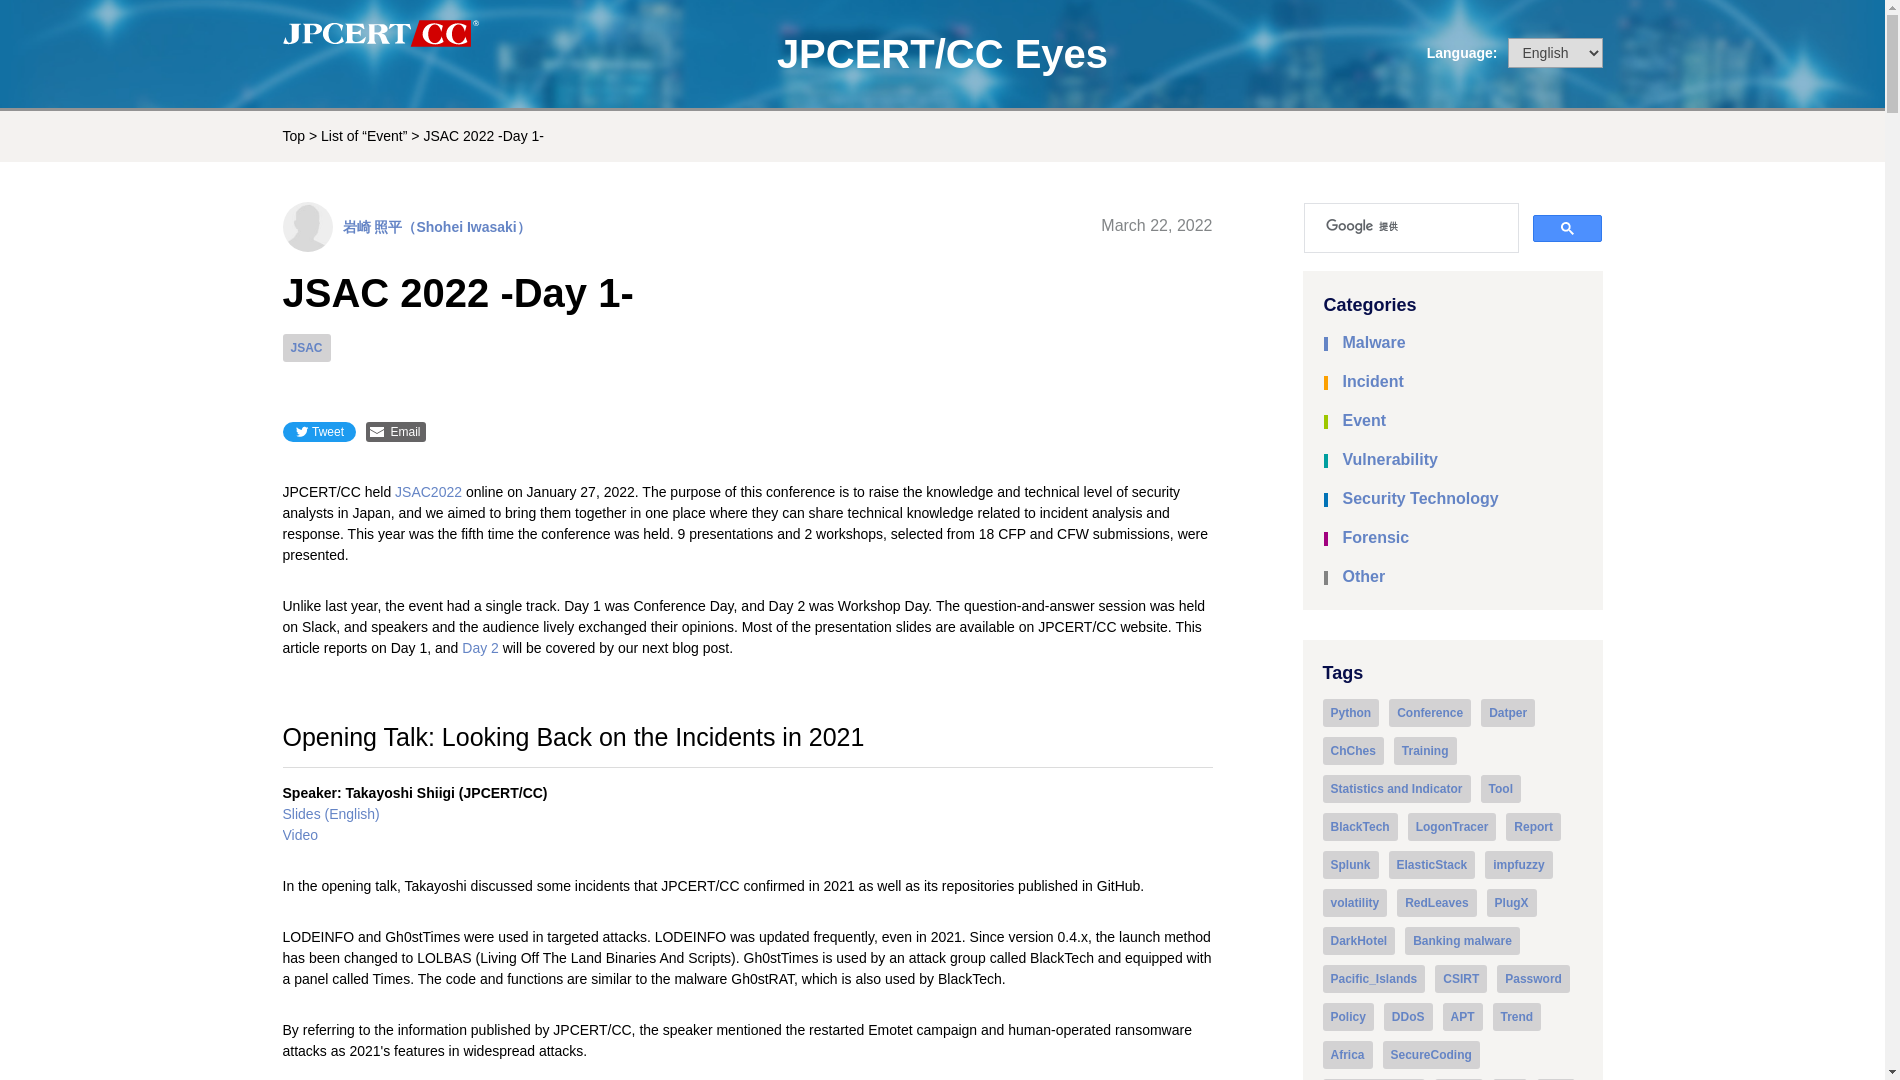 JPCERT CC®
JPCERT/CC Eyes
Language:
English
Top > List of “Event” > JSAC 2022 -Day 1-
岩崎 照平（Shohei Iwasaki）
March 22, 2022
JSAC 2022 -Day 1-
JSAC
Tweet
Email
JPCERT/CC held JSAC2022 online on January 27, 2022. The purpose of this conference is to raise the knowledge and technical level of security
analysts in Japan, and we aimed to bring them together in one place where they can share technical knowledge related to incident analysis and
response. This year was the fifth time the conference was held. 9 presentations and 2 workshops, selected from 18 CFP and CFW submissions, were
presented.
Unlike last year, the event had a single track. Day 1 was Conference Day, and Day 2 was Workshop Day. The question-and-answer session was held
on Slack, and speakers and the audience lively exchanged their opinions. Most of the presentation slides are available on JPCERT/CC website. This
article reports on Day 1, and Day 2 will be covered by our next blog post.
Opening Talk: Looking Back on the Incidents in 2021
Speaker: Takayoshi Shiigi (JPCERT/CC)
Slides (English)
Video
In the opening talk, Takayoshi discussed some incidents that JPCERT/CC confirmed in 2021 as well as its repositories published in GitHub.
LODEINFO and Gh0stTimes were used in targeted attacks. LODEINFO was updated frequently, even in 2021. Since version 0.4.x, the launch method
has been changed to LOLBAS (Living Off The Land Binaries And Scripts). Gh0stTimes is used by an attack group called BlackTech and equipped with
a panel called Times. The code and functions are similar to the malware Gh0stRAT, which is also used by BlackTech.
By referring to the information published by JPCERT/CC, the speaker mentioned the restarted Emotet campaign and human-operated ransomware
attacks as 2021's features in widespread attacks.
Google 提供
Categories
Malware
Incident
Event
Vulnerability
Security Technology
Forensic
Other
Tags
Python Conference Datper
ChChes Training
Statistics and Indicator Tool
BlackTech LogonTracer Report
Splunk ElasticStack impfuzzy
volatility RedLeaves PlugX
DarkHotel Banking malware
Pacific_Islands CSIRT Password
Policy DDoS APT Trend
Africa SecureCoding